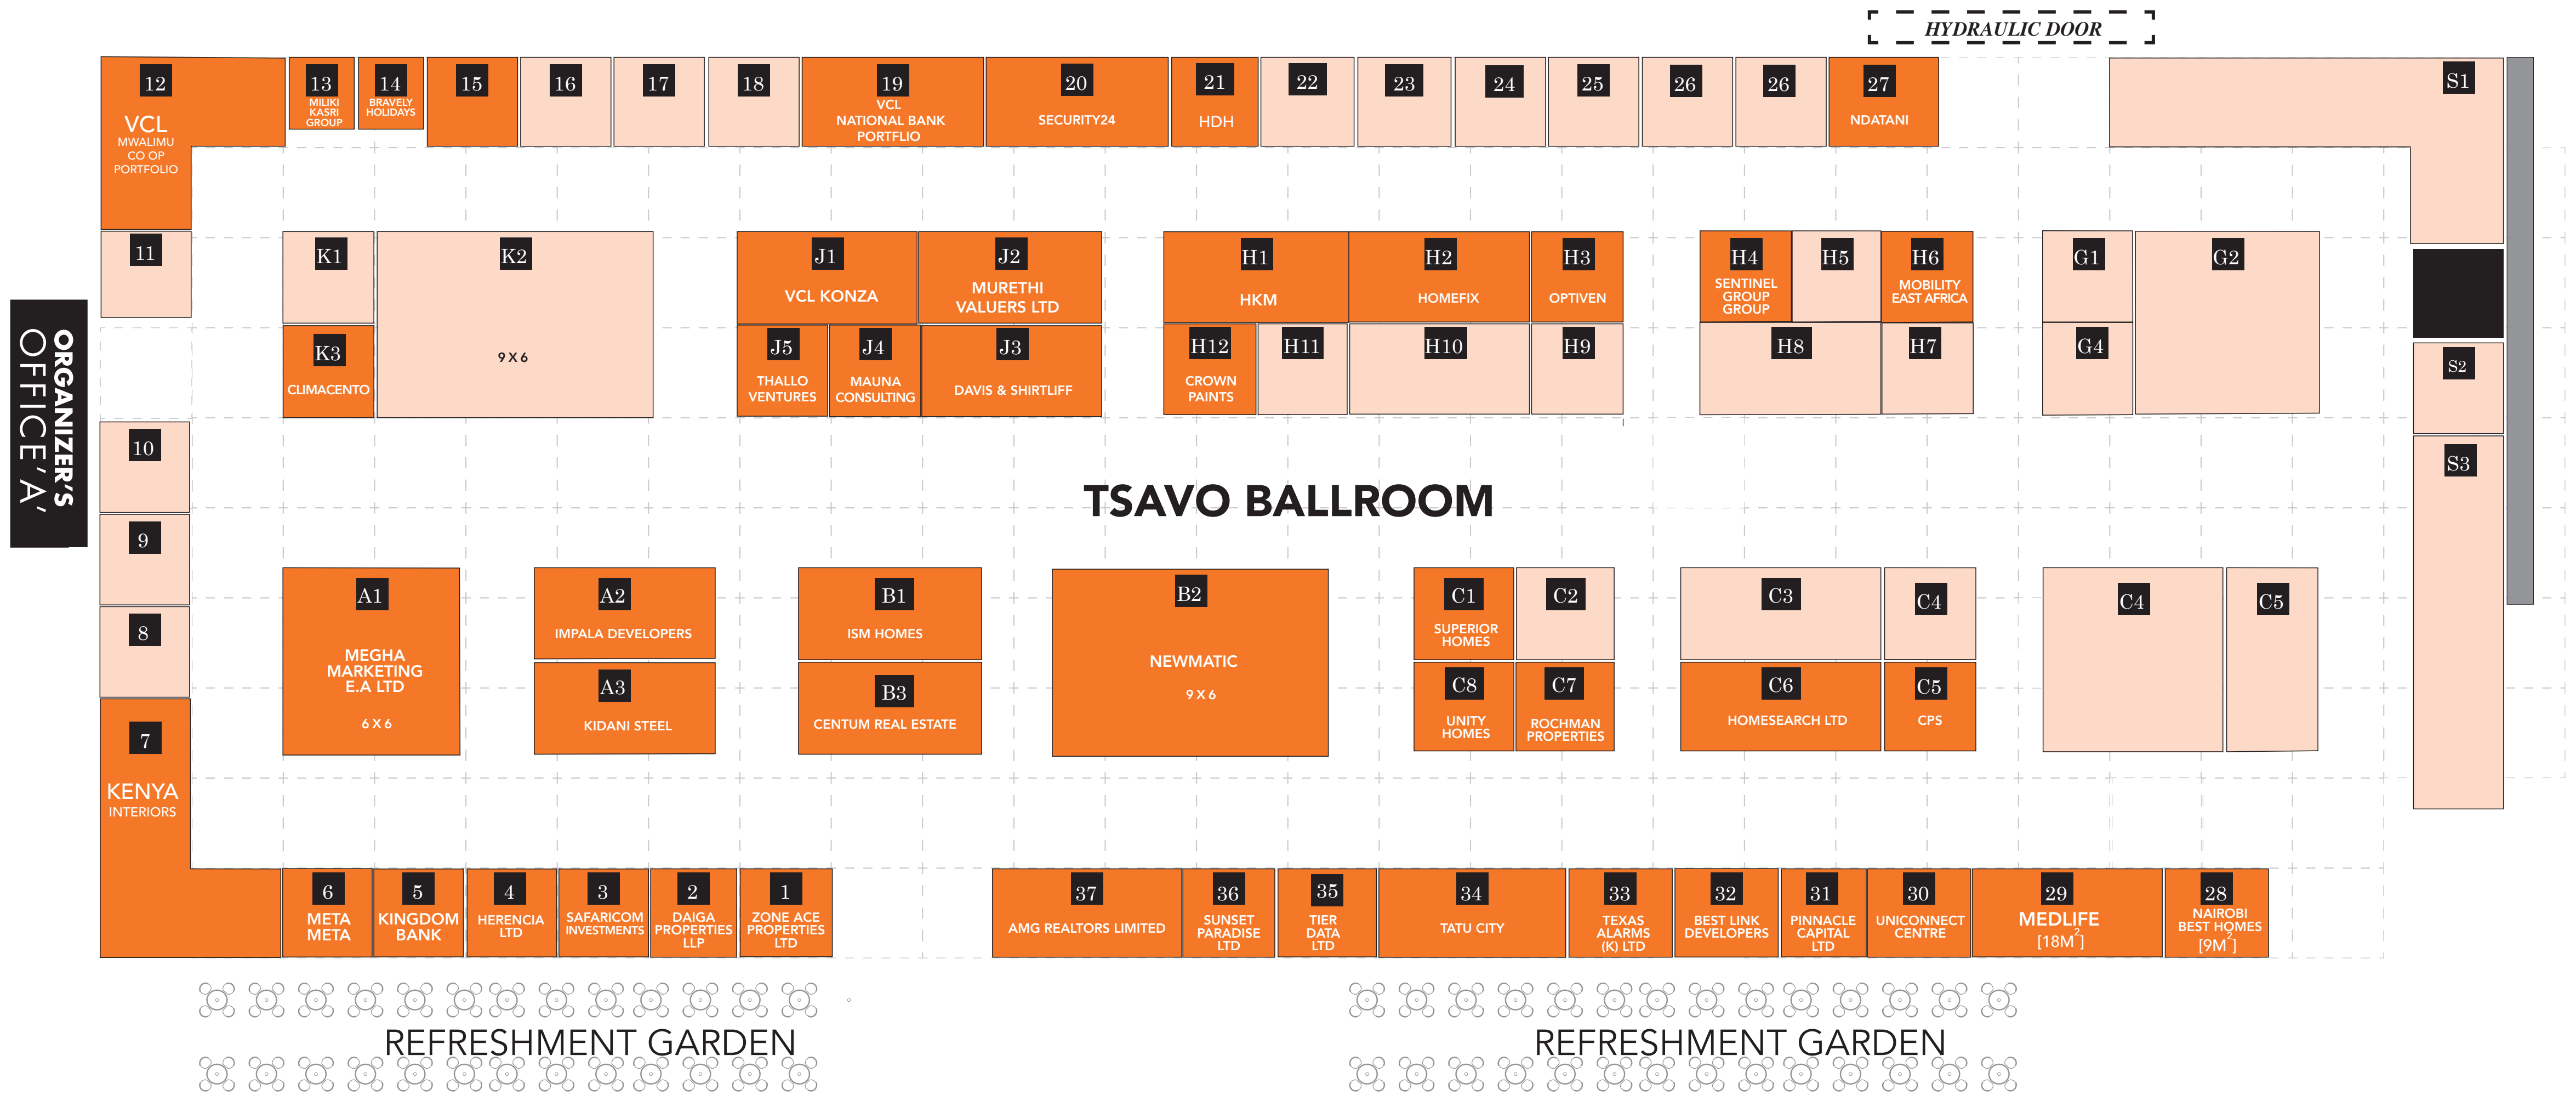 HYDRAULIC DOOR
12
VCL
MWALIMU
CO OP
PORTFOLIO
13
MILIKI
KASRI
GROUP
14
BRAVELY
HOLIDAYS
15
16
17
18
19
VCL
NATIONAL BANK
PORTFLIO
20
SECURITY24
21
HDH
22
23
24
25
26
26
27
NDATANI
S1
11
K1
K2
9 X 6
K3
CLIMACENTO
J1
VCL KONZA
J2
MURETHI
VALUERS LTD
J5
THALLO
VENTURES
J4
MAUNA
CONSULTING
J3
DAVIS & SHIRTLIFF
H1
HKM
H2
HOMEFIX
H3
OPTIVEN
H12
CROWN
PAINTS
H11
H10
H9
H4
SENTINEL
GROUP
GROUP
H5
H6
MOBILITY
EAST AFRICA
H8
H7
G1
G2
G4
S2
S3
ORGANIZER'S
OFFICE'A'
10
9
8
TSAVO BALLROOM
A1
MEGHA
MARKETING
E.A LTD
6 X 6
A2
IMPALA DEVELOPERS
A3
KIDANI STEEL
B1
ISM HOMES
B3
CENTUM REAL ESTATE
B2
NEWMATIC
9 X 6
C1
SUPERIOR
HOMES
C2
C8
UNITY
HOMES
C7
ROCHMAN
PROPERTIES
C3
C4
C6
HOMESEARCH LTD
C5
CPS
C4
C5
7
KENYA
INTERIORS
6
META
META
5
KINGDOM
BANK
4
HERENCIA
LTD
3
SAFARICOM
INVESTMENTS
2
DAIGA
PROPERTIES
LLP
1
ZONE ACE
PROPERTIES
LTD
37
AMG REALTORS LIMITED
36
SUNSET
PARADISE
LTD
35
TIER
DATA
LTD
34
TATU CITY
33
TEXAS
ALARMS
(K) LTD
32
BEST LINK
DEVELOPERS
31
PINNACLE
CAPITAL
LTD
30
UNICONNECT
CENTRE
29
MEDLIFE
[18M²]
28
NAIROBI
BEST HOMES
[9M²]
REFRESHMENT GARDEN
REFRESHMENT GARDEN